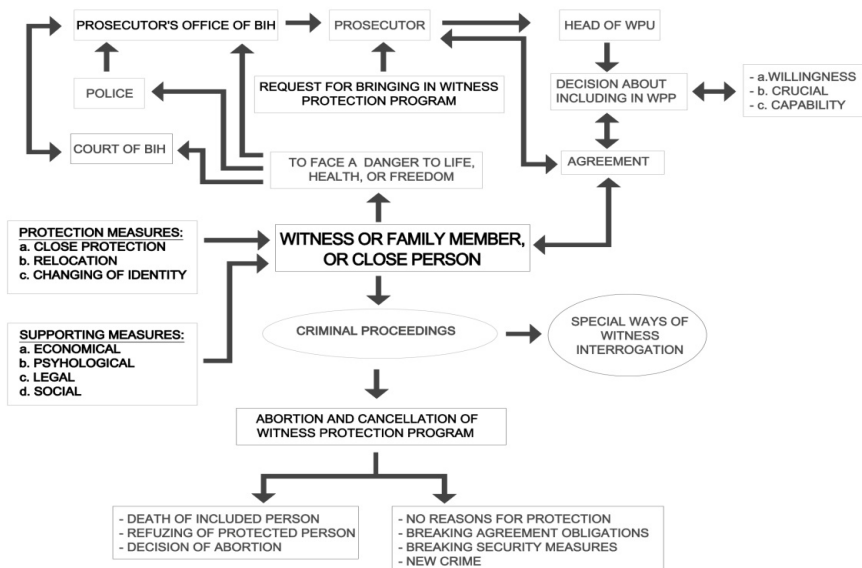 PROSECUTOR'S OFFICE OF BIH
PROSECUTOR
HEAD OF WPU
POLICE
REQUEST FOR BRINGING IN WITNESS
PROTECTION PROGRAM
DECISION ABOUT
INCLUDING IN WPP
- a.WILLINGNESS
- b. CRUCIAL
- c. CAPABILITY
COURT OF BIH
TO FACE A DANGER TO LIFE,
HEALTH, OR FREEDOM
AGREEMENT
PROTECTION MEASURES:
a. CLOSE PROTECTION
b. RELOCATION
c. CHANGING OF IDENTITY
WITNESS OR FAMILY MEMBER,
OR CLOSE PERSON
CRIMINAL PROCEEDINGS
SPECIAL WAYS OF
WITNESS
INTERROGATION
SUPPORTING MEASURES:
a. ECONOMICAL
b. PSYHOLOGICAL
c. LEGAL
d. SOCIAL
ABORTION AND CANCELLATION OF
WITNESS PROTECTION PROGRAM
- DEATH OF INCLUDED PERSON
- REFUZING OF PROTECTED PERSON
- DECISION OF ABORTION
- NO REASONS FOR PROTECTION
- BREAKING AGREEMENT OBLIGATIONS
- BREAKING SECURITY MEASURES
- NEW CRIME